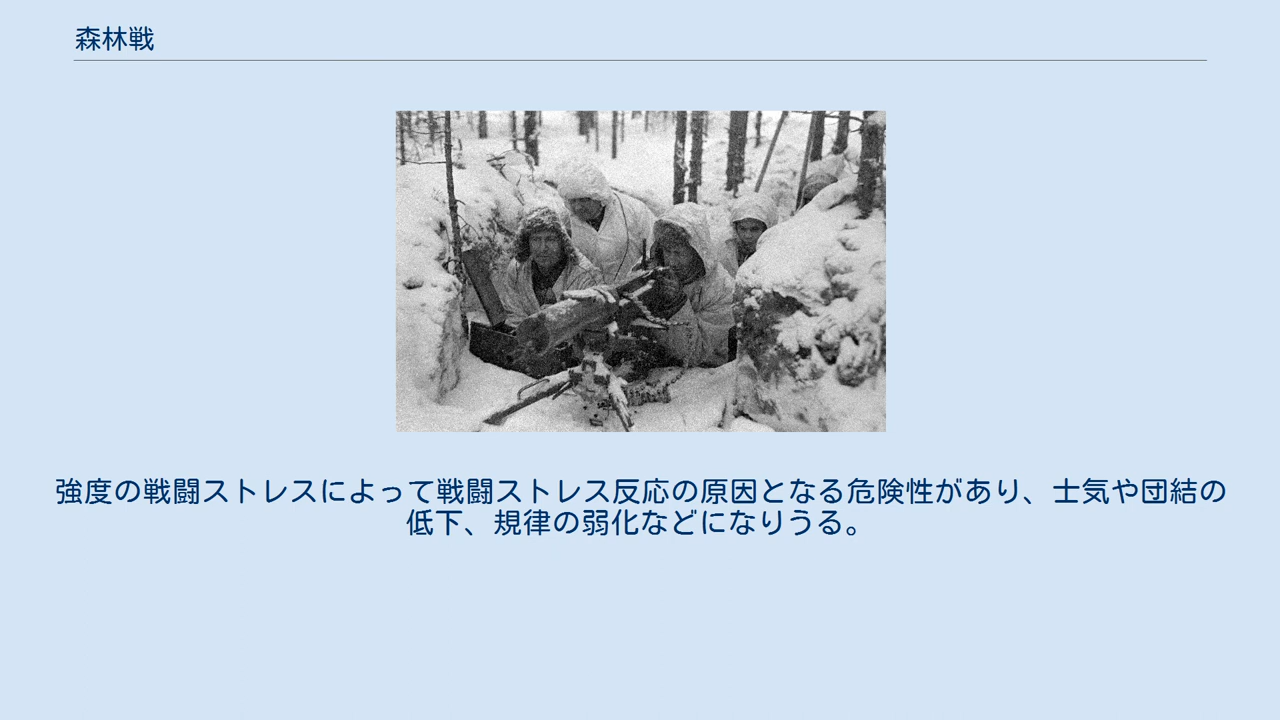 森林戦
強度の戦闘ストレスによって戦闘ストレス反応の原因となる危険性があり、士気や団結の
低下、規律の弱化などになりうる。